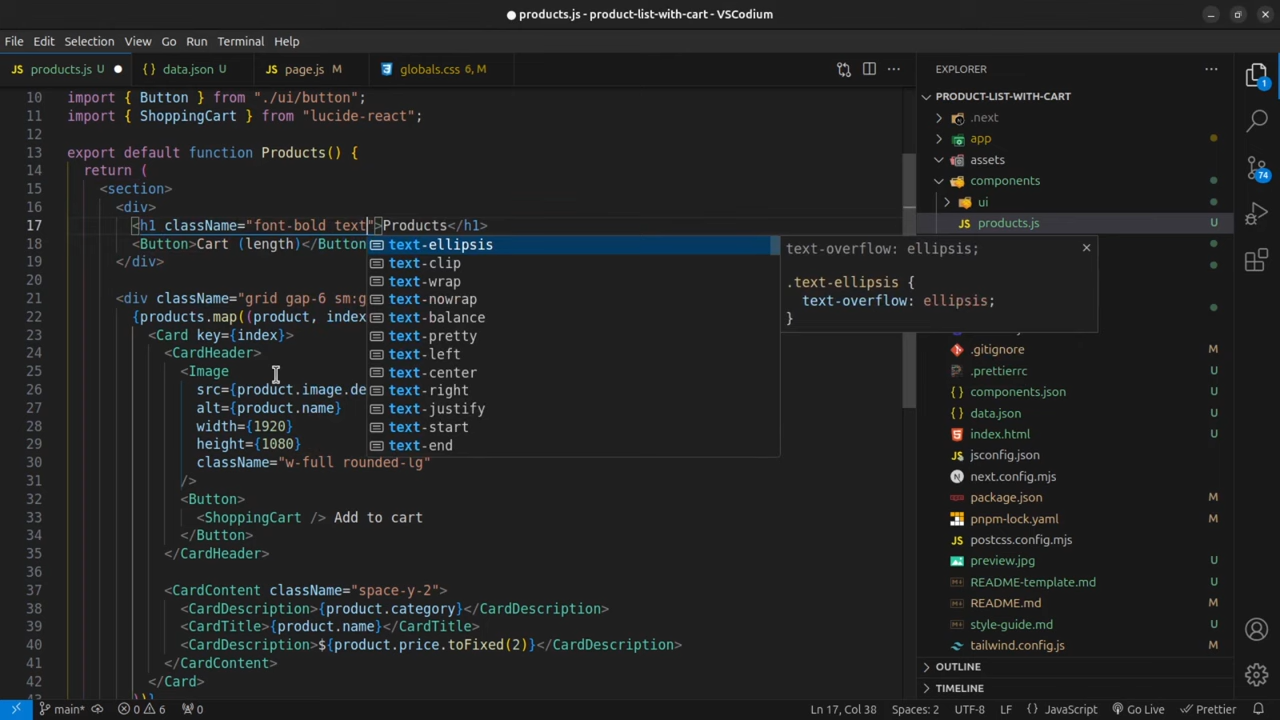 products.js - product-list-with-cart - VSCodium
File Edit Selection View Go Run Terminal Help
products.js U
data.json U
page.js M
globals.css 6, M
10 import { Button } from "./ui/button";
11 import { ShoppingCart } from "lucide-react";
12
13 export default function Products() {
14 return (
15 <section>
16 <div>
17 <h1 className="font-bold text">Products</h1>
18 <Button>Cart (length)</Button
19 </div>
20
21 <div className="grid gap-6 sm:g
22 {products.map((product, index
23 <Card key={index}>
24 <CardHeader>
25 <Image
26 src={product.image.de
27 alt={product.name}
28 width={1920}
29 height={1080}
30 className="w-full rounded-lg"
31 />
32 <Button>
33 <ShoppingCart /> Add to cart
34 </Button>
35 </CardHeader>
36
37 <CardContent className="space-y-2">
38 <CardDescription>{product.category}</CardDescription>
39 <CardTitle>{product.name}</CardTitle>
40 <CardDescription>${product.price.toFixed(2)}</CardDescription>
41 </CardContent>
42 </Card>
43 ))}
text-ellipsis
text-clip
text-wrap
text-nowrap
text-balance
text-pretty
text-left
text-center
text-right
text-justify
text-start
text-end
text-overflow: ellipsis;
.text-ellipsis {
text-overflow: ellipsis;
}
EXPLORER
PRODUCT-LIST-WITH-CART
.next
app
assets
components
ui
products.js U
U
U
.gitignore M
.prettierrc U
components.json U
data.json U
index.html U
jsconfig.json
next.config.mjs
package.json M
pnpm-lock.yaml M
postcss.config.mjs
preview.jpg U
README-template.md U
README.md M
style-guide.md U
tailwind.config.js M
OUTLINE
TIMELINE
1
74
main* 0 6 0
Ln 17, Col 38 Spaces: 2 UTF-8 LF JavaScript Go Live Prettier